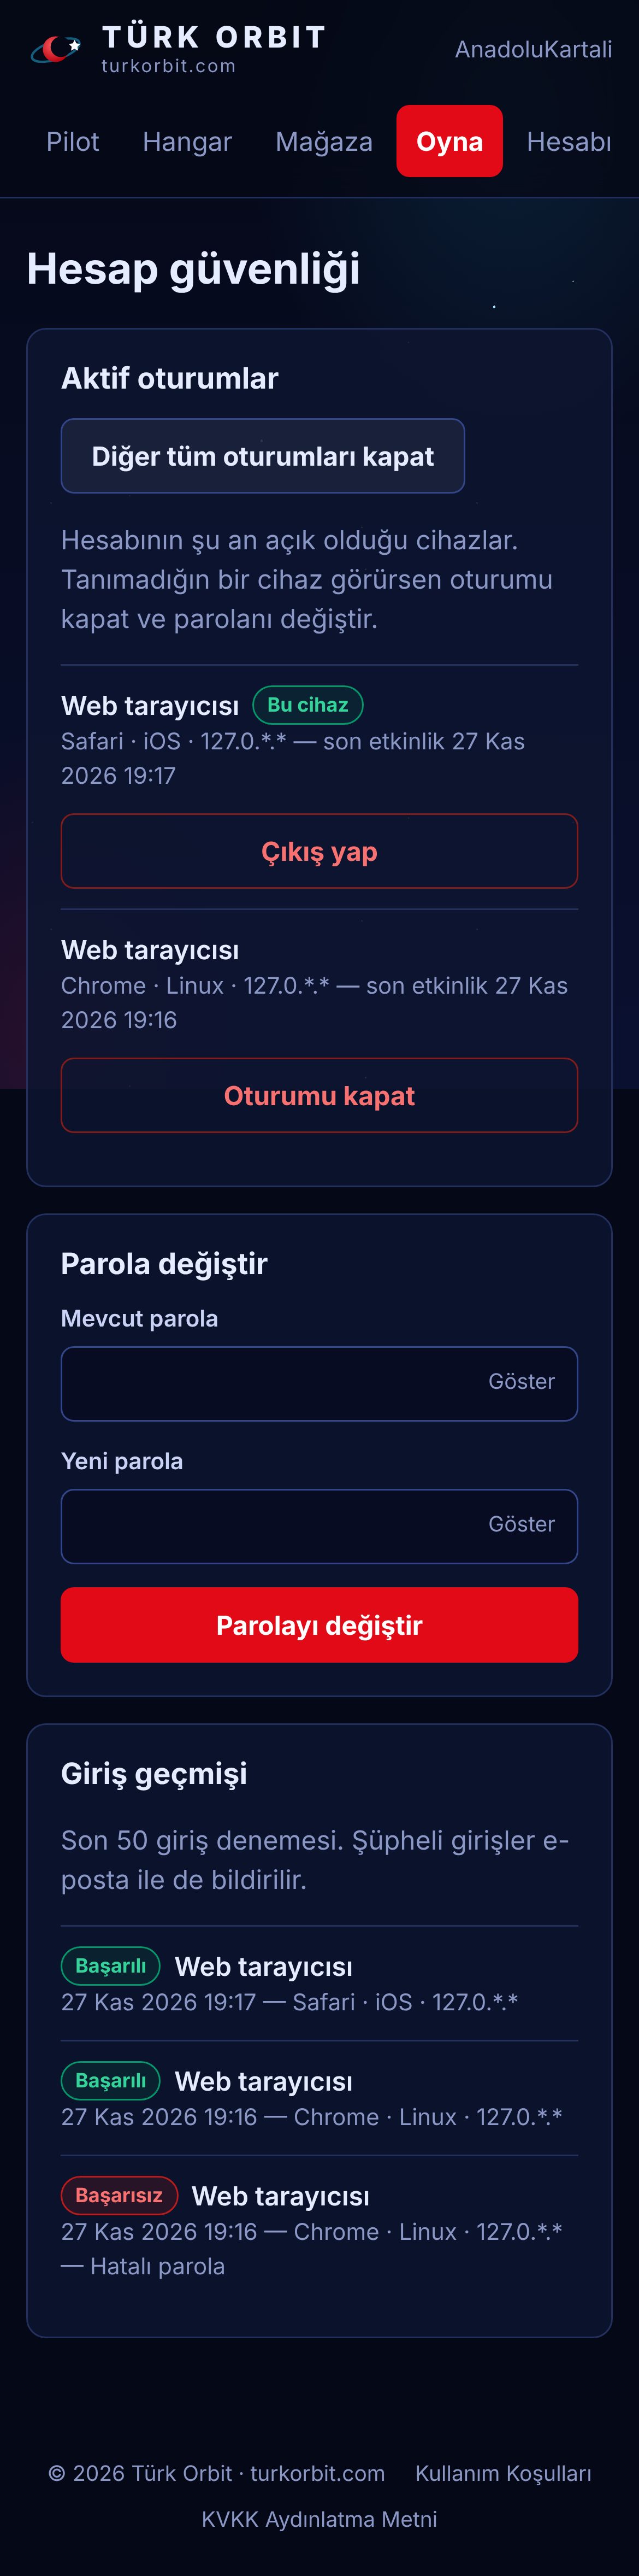 TÜRK ORBIT
turkorbit.com
AnadoluKartali
Pilot Hangar Mağaza Oyna Hesabı
Hesap güvenliği
Aktif oturumlar
Diğer tüm oturumları kapat
Hesabının şu an açık olduğu cihazlar.
Tanımadığın bir cihaz görürsen oturumu
kapat ve parolanı değiştir.
Web tarayıcısı Bu cihaz
Safari · iOS · 127.0.*.* — son etkinlik 27 Kas
2026 19:17
Çıkış yap
Web tarayıcısı
Chrome · Linux · 127.0.*.* — son etkinlik 27 Kas
2026 19:16
Oturumu kapat
Parola değiştir
Mevcut parola
Göster
Yeni parola
Göster
Parolayı değiştir
Giriş geçmişi
Son 50 giriş denemesi. Şüpheli girişler e-
posta ile de bildirilir.
Başarılı Web tarayıcısı
27 Kas 2026 19:17 — Safari · iOS · 127.0.*.*
Başarılı Web tarayıcısı
27 Kas 2026 19:16 — Chrome · Linux · 127.0.*.*
Başarısız Web tarayıcısı
27 Kas 2026 19:16 — Chrome · Linux · 127.0.*.*
— Hatalı parola
© 2026 Türk Orbit · turkorbit.com Kullanım Koşulları
KVKK Aydınlatma Metni